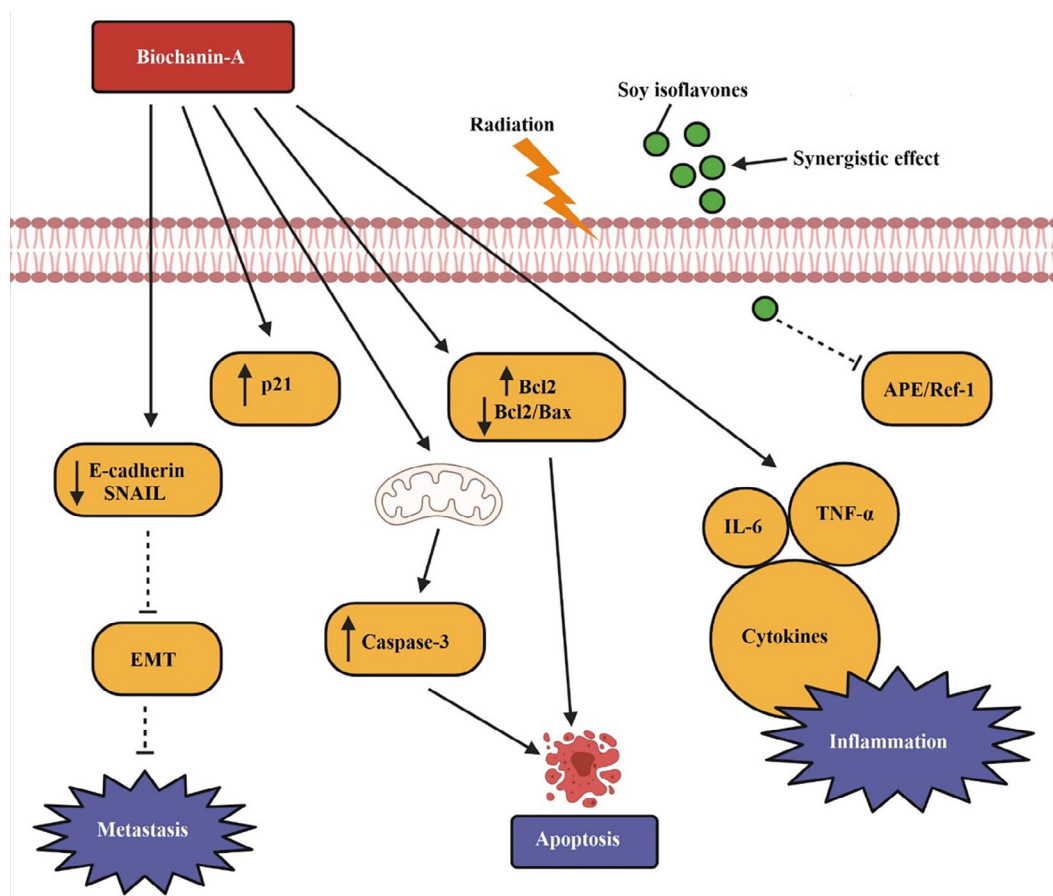 Biochanin-A
Soy isoflavones
Radiation
Synergistic effect
p21
Bcl2
Bcl2/Bax
APE/Ref-1
E-cadherin
SNAIL
IL-6
TNF-α
EMT
Caspase-3
Cytokines
Inflammation
Metastasis
Apoptosis